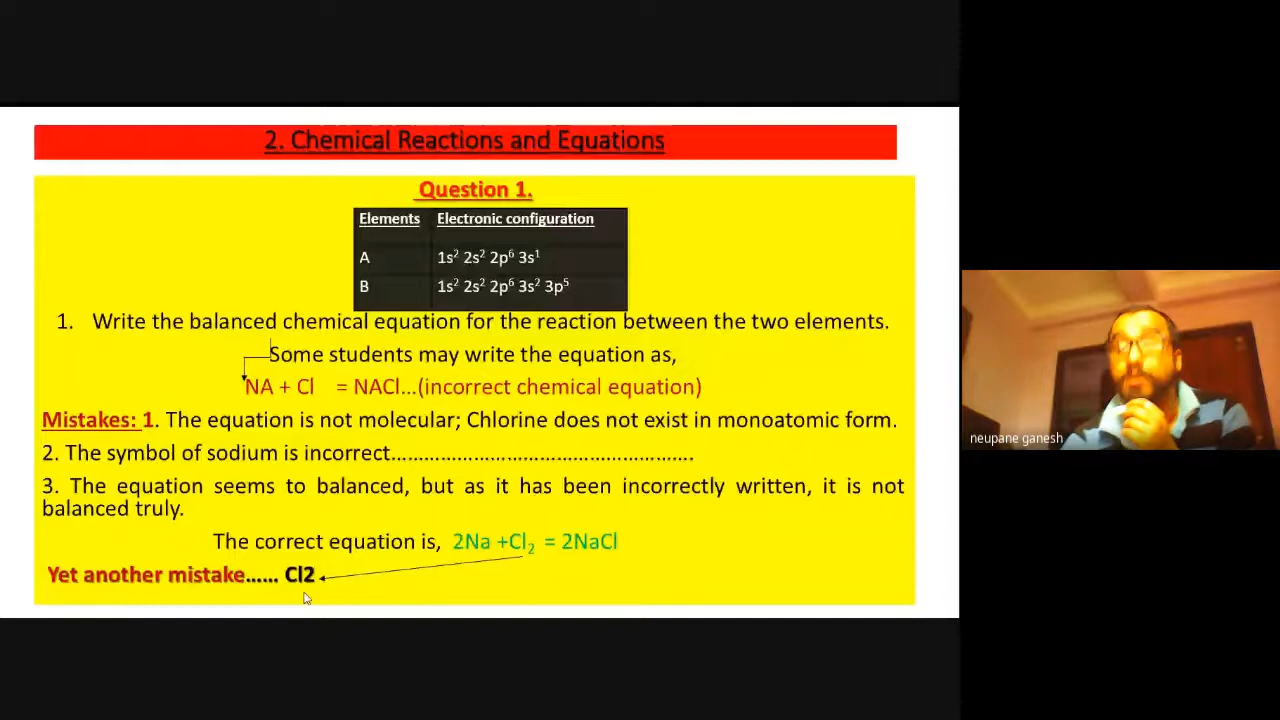 2. Chemical Reactions and Equations
Question 1.
Elements Electronic configuration
A 1s² 2s² 2p⁶ 3s¹
B 1s² 2s² 2p⁶ 3s² 3p⁵
1. Write the balanced chemical equation for the reaction between the two elements.
Some students may write the equation as,
NA + Cl = NACl...(incorrect chemical equation)
Mistakes: 1. The equation is not molecular; Chlorine does not exist in monoatomic form.
2. The symbol of sodium is incorrect………………………………………………….
3. The equation seems to balanced, but as it has been incorrectly written, it is not
balanced truly.
The correct equation is, 2Na +Cl₂ = 2NaCl
Yet another mistake…… Cl2
neupane ganesh